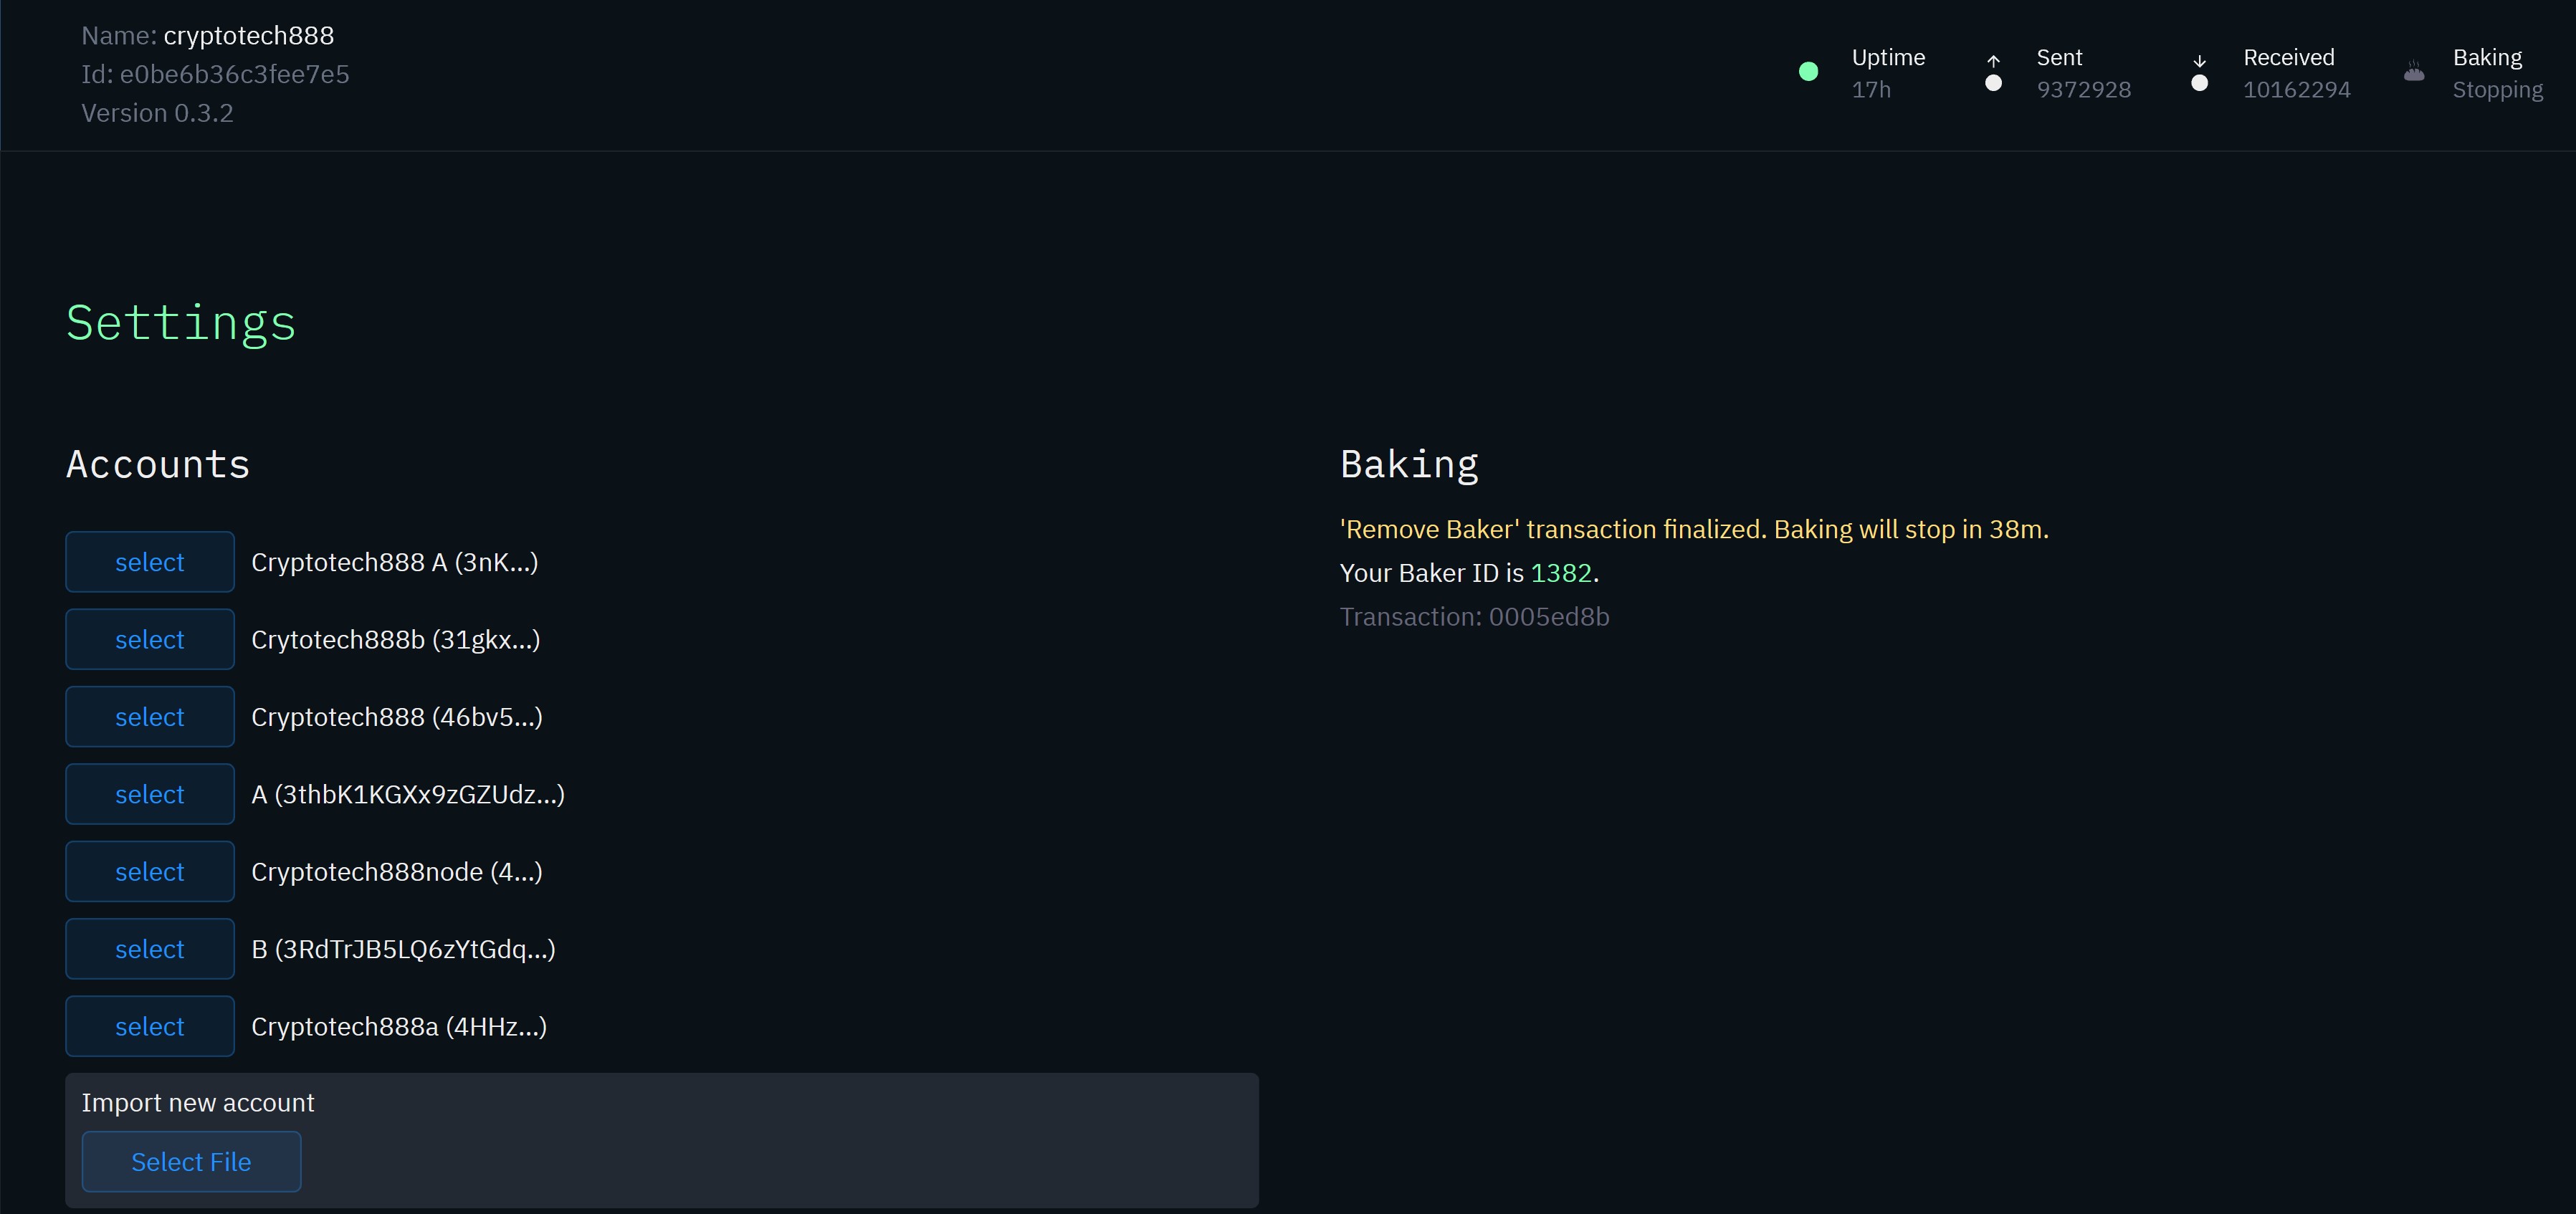 Name: cryptotech888
Id: e0be6b36c3fee7e5
Version 0.3.2
Uptime
17h
Sent
9372928
Received
10162294
Baking
Stopping
Settings
Accounts
select Cryptotech888 A (3nK...)
select Crytotech888b (31gkx...)
select Cryptotech888 (46bv5...)
select A (3thbK1KGXx9zGZUdz...)
select Cryptotech888node (4...)
select B (3RdTrJB5LQ6zYtGdq...)
select Cryptotech888a (4HHz...)
Import new account
Select File
Baking
'Remove Baker' transaction finalized. Baking will stop in 38m.
Your Baker ID is 1382.
Transaction: 0005ed8b